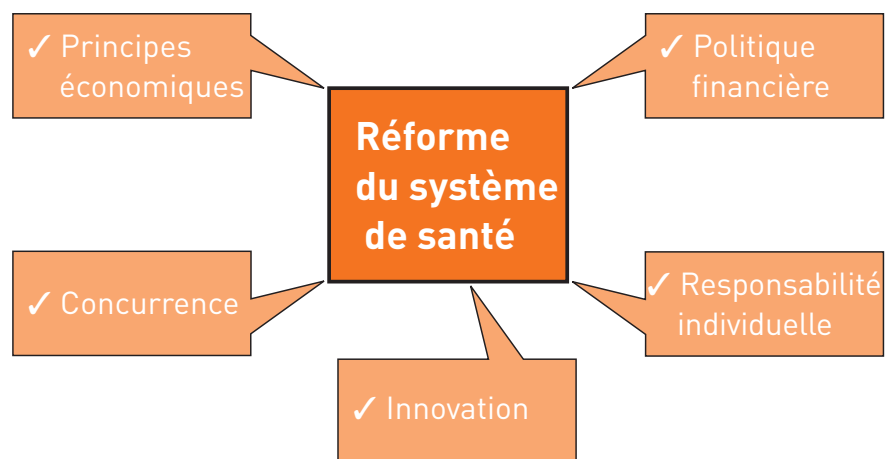 ✓ Principes
économiques
✓ Politique
financière
Réforme
du système
de santé
✓ Concurrence
✓ Responsabilité
individuelle
✓ Innovation